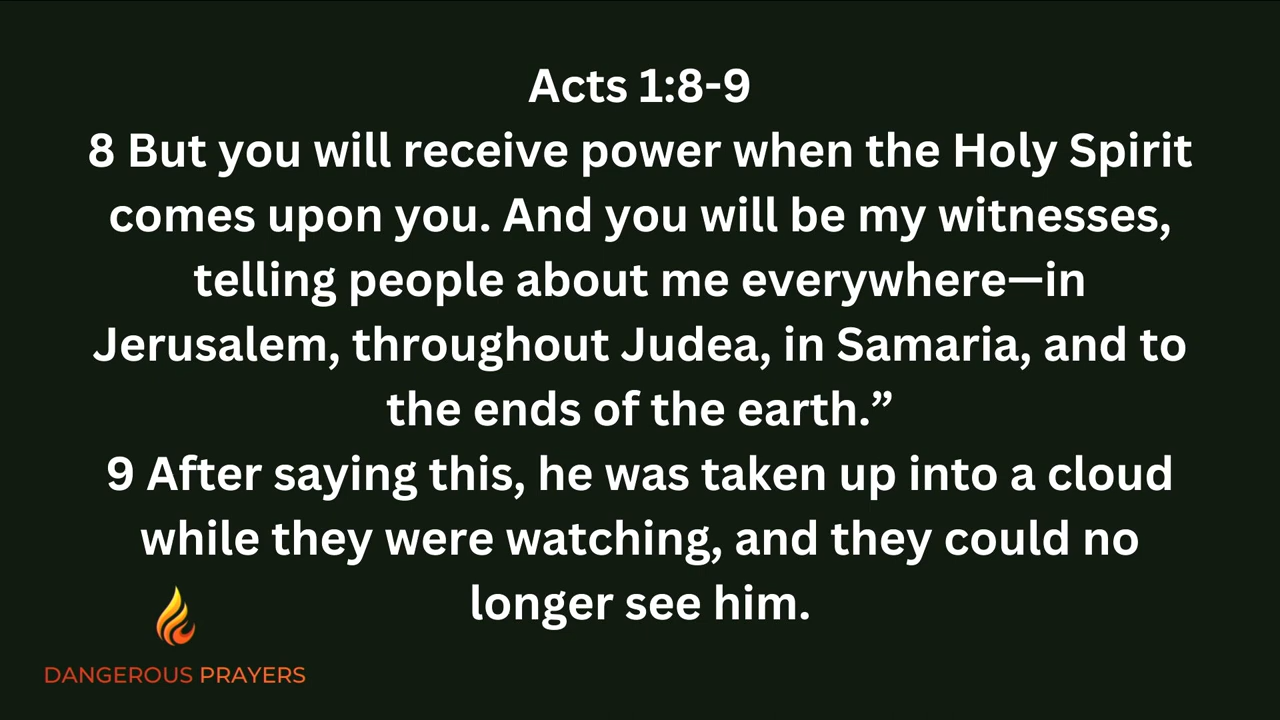 Acts 1:8-9
8 But you will receive power when the Holy Spirit
comes upon you. And you will be my witnesses,
telling people about me everywhere—in
Jerusalem, throughout Judea, in Samaria, and to
the ends of the earth.”
9 After saying this, he was taken up into a cloud
while they were watching, and they could no
longer see him.
DANGEROUS PRAYERS